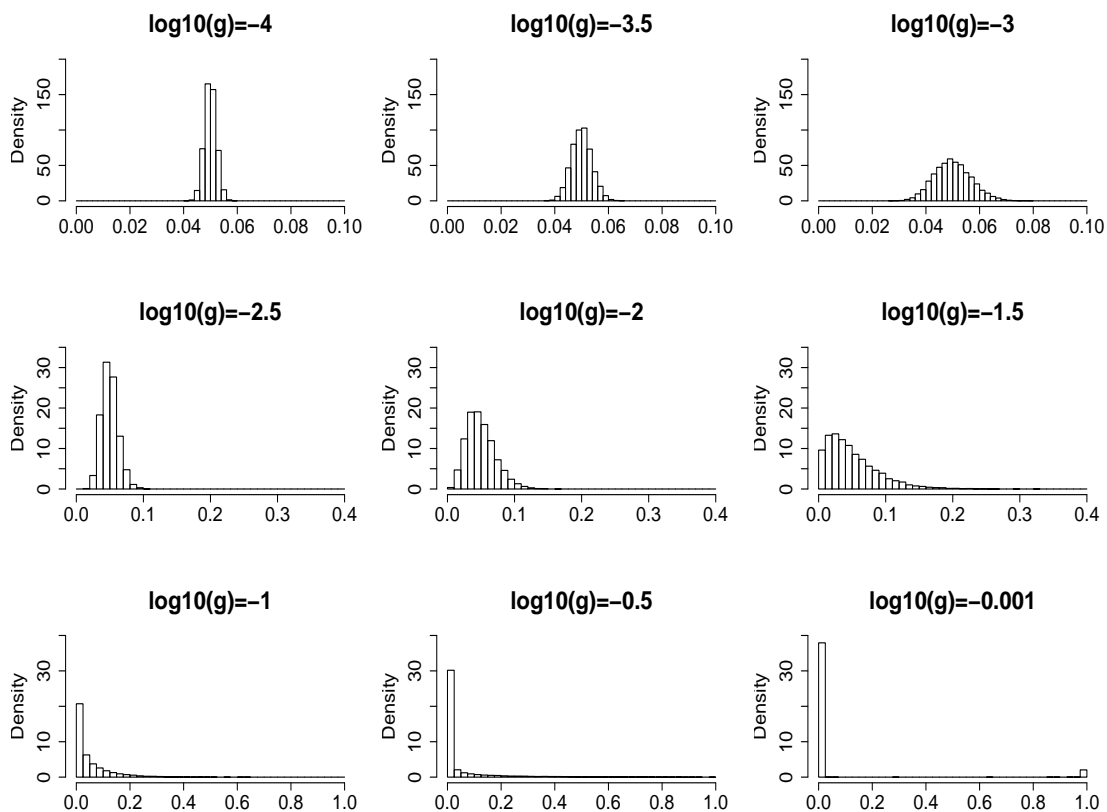 log10(g)=−4
log10(g)=−3.5
log10(g)=−3
Density
0 50 150
0.00 0.02 0.04 0.06 0.08 0.10
Density
0 50 150
0.00 0.02 0.04 0.06 0.08 0.10
Density
0 50 150
0.00 0.02 0.04 0.06 0.08 0.10
log10(g)=−2.5
log10(g)=−2
log10(g)=−1.5
Density
0 10 20 30
0.0 0.1 0.2 0.3 0.4
Density
0 10 20 30
0.0 0.1 0.2 0.3 0.4
Density
0 10 20 30
0.0 0.1 0.2 0.3 0.4
log10(g)=−1
log10(g)=−0.5
log10(g)=−0.001
Density
0 10 30
0.0 0.2 0.4 0.6 0.8 1.0
Density
0 10 30
0.0 0.2 0.4 0.6 0.8 1.0
Density
0 10 30
0.0 0.2 0.4 0.6 0.8 1.0